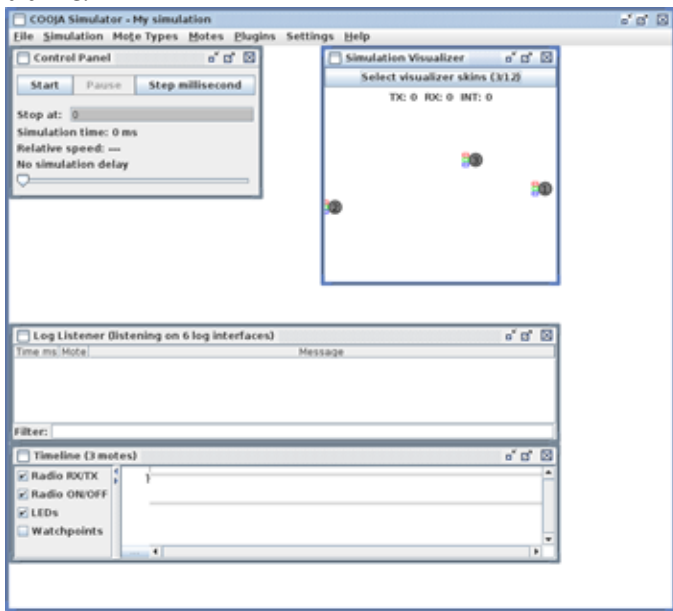 COOJA Simulator - My simulation
File Simulation Mote Types Motes Plugins Settings Help
Control Panel
Start Pause Step millisecond
Stop at: 0
Simulation time: 0 ms
Relative speed: ---
No simulation delay
Simulation Visualizer
Select visualizer skins (3/12)
TX: 0 RX: 0 INT: 0
3
1
2
Log Listener (listening on 6 log interfaces)
Time ms Mote Message
Filter:
Timeline (3 motes)
Radio RX/TX
Radio ON/OFF
LEDs
Watchpoints
...